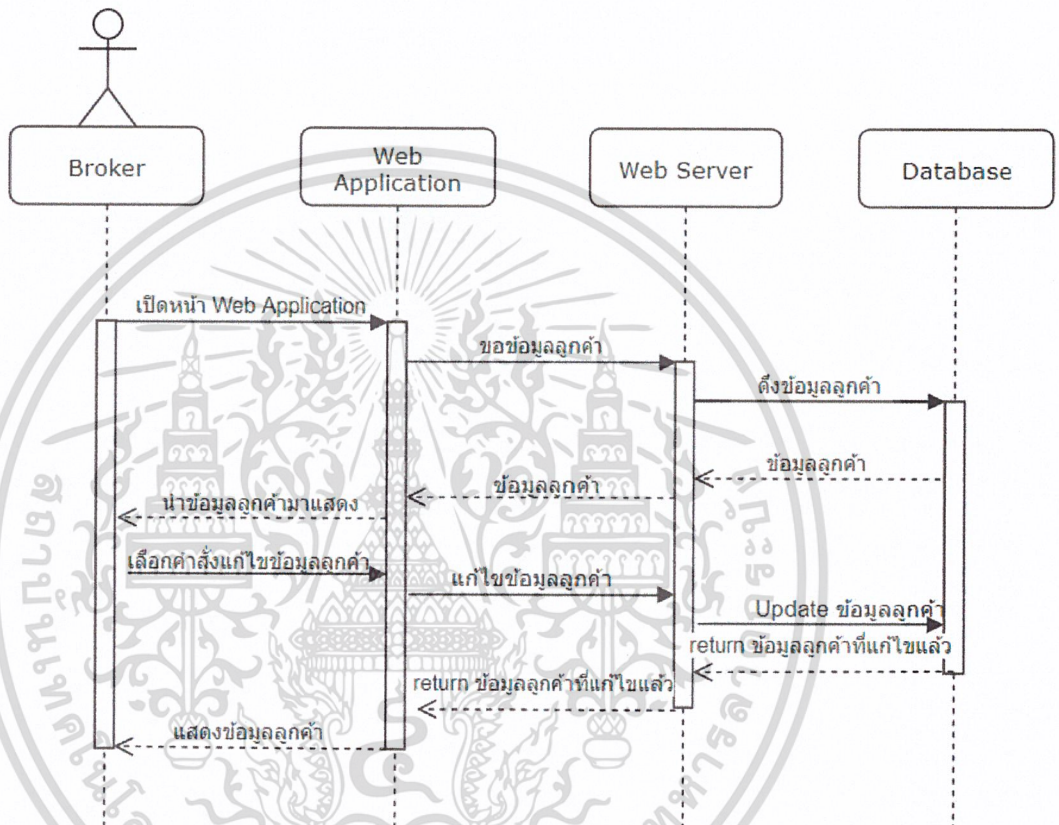 Broker
Web
Application
Web Server
Database
เปิดหน้า Web Application
ขอข้อมูลลูกค้า
ดึงข้อมูลลูกค้า
ข้อมูลลูกค้า
ข้อมูลลูกค้า
นำข้อมูลลูกค้ามาแสดง
เลือกคำสั่งแก้ไขข้อมูลลูกค้า
แก้ไขข้อมูลลูกค้า
Update ข้อมูลลูกค้า
return ข้อมูลลูกค้าที่แก้ไขแล้ว
return ข้อมูลลูกค้าที่แก้ไขแล้ว
แสดงข้อมูลลูกค้า